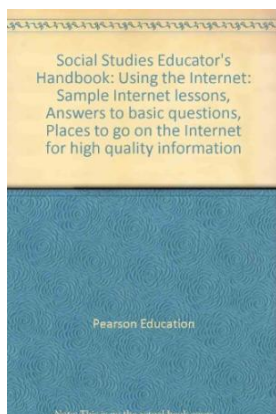 Social Studies Educator's
Handbook: Using the Internet:
Sample Internet lessons,
Answers to basic questions,
Places to go on the Internet
for high quality information
Pearson Education